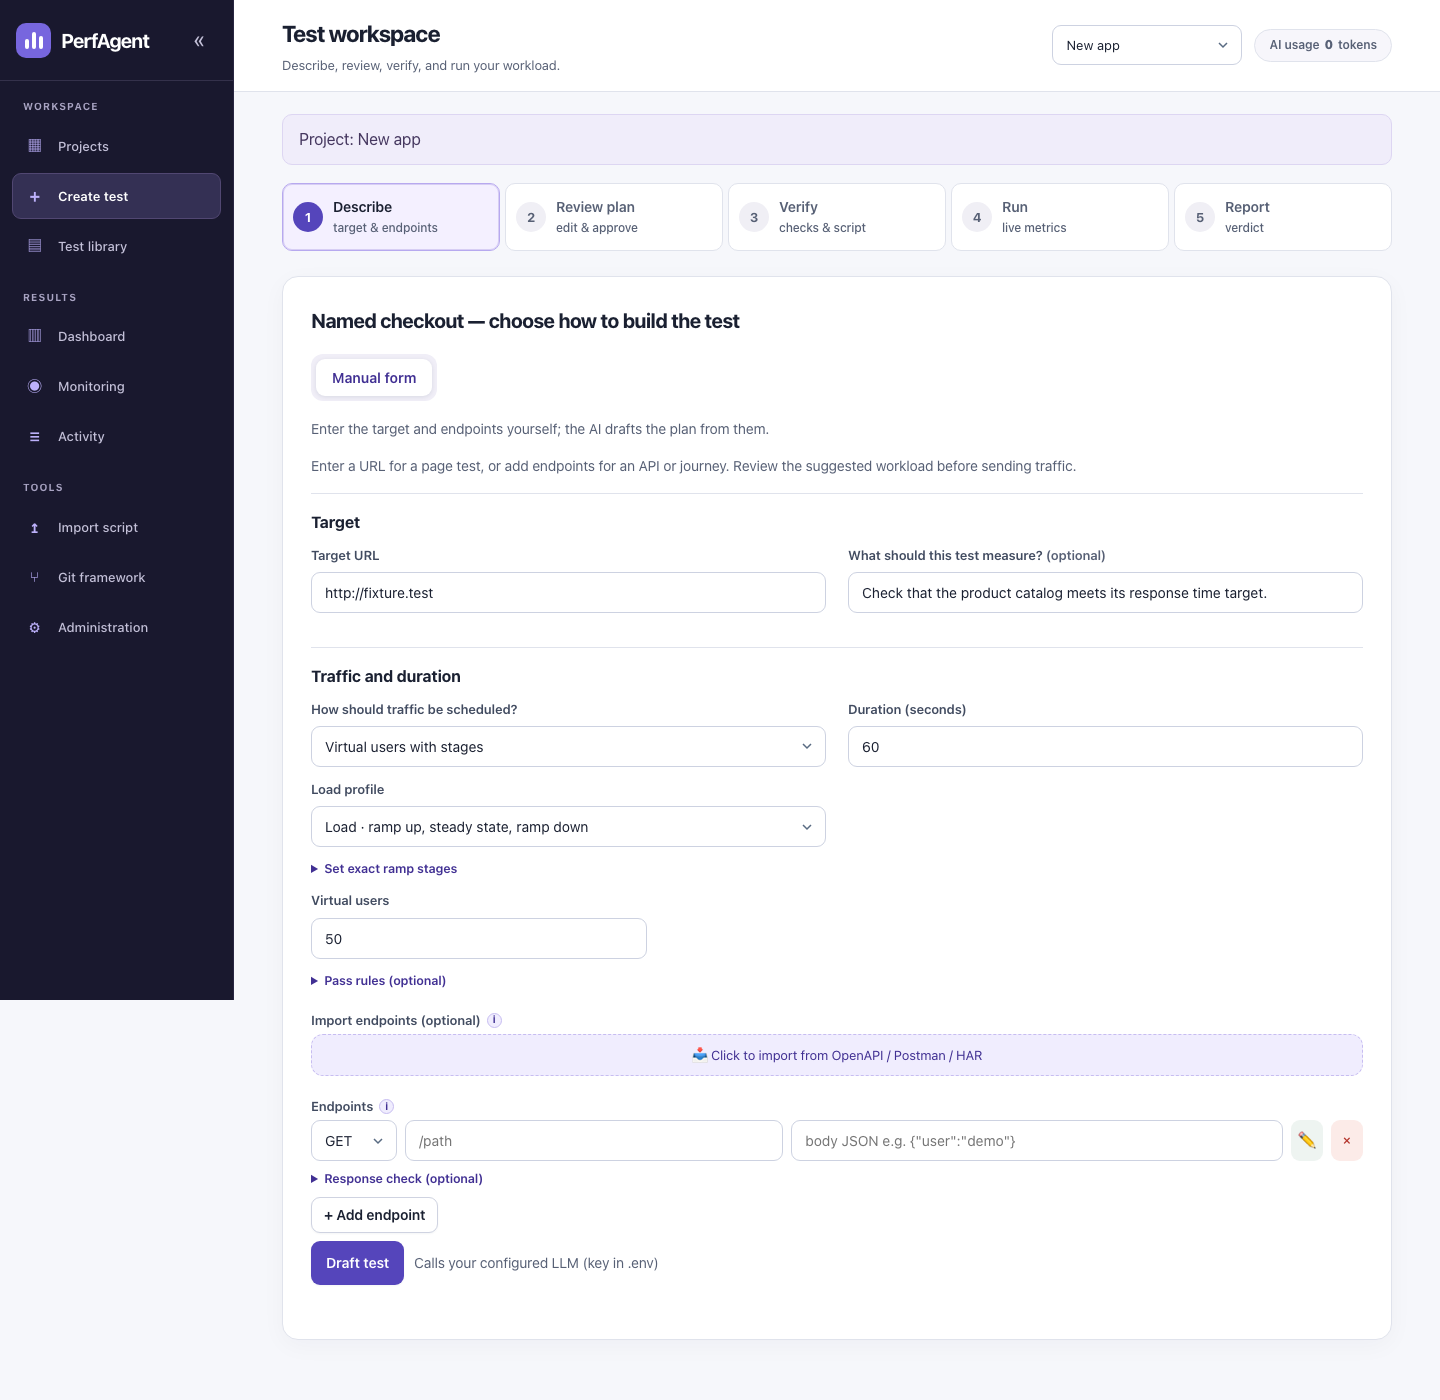 PerfAgent
«
WORKSPACE
Projects
+ Create test
Test library
RESULTS
Dashboard
Monitoring
Activity
TOOLS
Import script
Git framework
Administration
Test workspace
Describe, review, verify, and run your workload.
New app
AI usage 0 tokens
Project: New app
1 Describe
target & endpoints
2 Review plan
edit & approve
3 Verify
checks & script
4 Run
live metrics
5 Report
verdict
Named checkout — choose how to build the test
Manual form
Enter the target and endpoints yourself; the AI drafts the plan from them.
Enter a URL for a page test, or add endpoints for an API or journey. Review the suggested workload before sending traffic.
Target
Target URL
http://fixture.test
What should this test measure? (optional)
Check that the product catalog meets its response time target.
Traffic and duration
How should traffic be scheduled?
Virtual users with stages
Duration (seconds)
60
Load profile
Load · ramp up, steady state, ramp down
Set exact ramp stages
Virtual users
50
Pass rules (optional)
Import endpoints (optional) i
Click to import from OpenAPI / Postman / HAR
Endpoints i
GET
/path
body JSON e.g. {"user":"demo"}
×
Response check (optional)
+ Add endpoint
Draft test
Calls your configured LLM (key in .env)